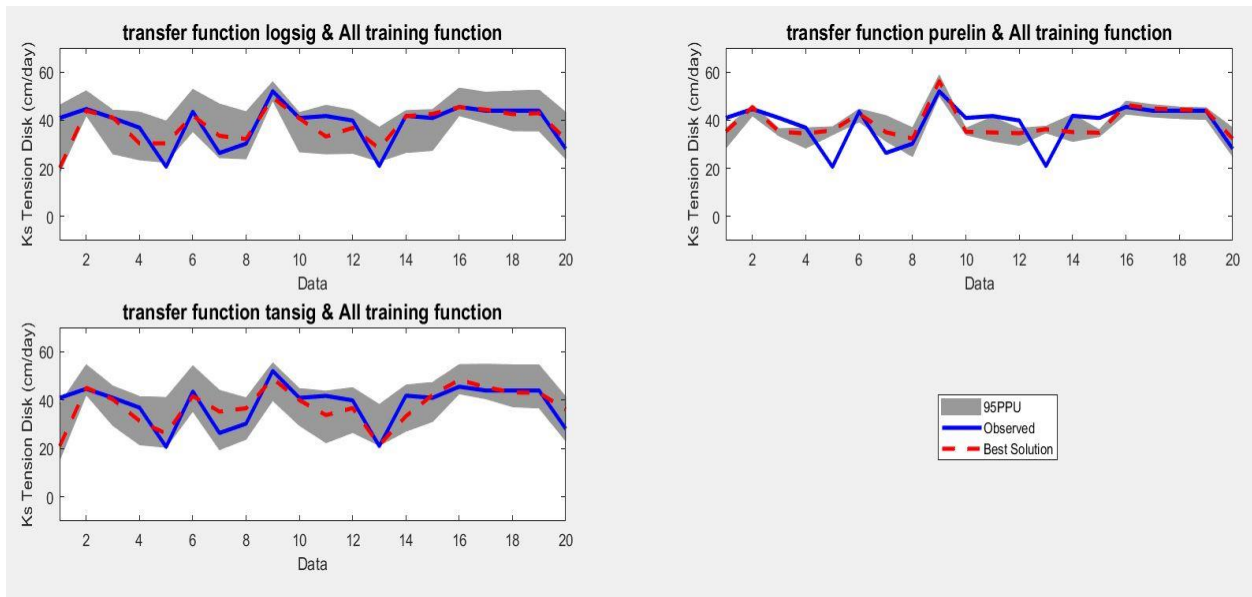 transfer function logsig & All training function
Ks Tension Disk (cm/day)
60
40
20
0
2 4 6 8 10 12 14 16 18 20
Data
transfer function purelin & All training function
Ks Tension Disk (cm/day)
60
40
20
0
2 4 6 8 10 12 14 16 18 20
Data
transfer function tansig & All training function
Ks Tension Disk (cm/day)
60
40
20
0
2 4 6 8 10 12 14 16 18 20
Data
95PPU
Observed
Best Solution